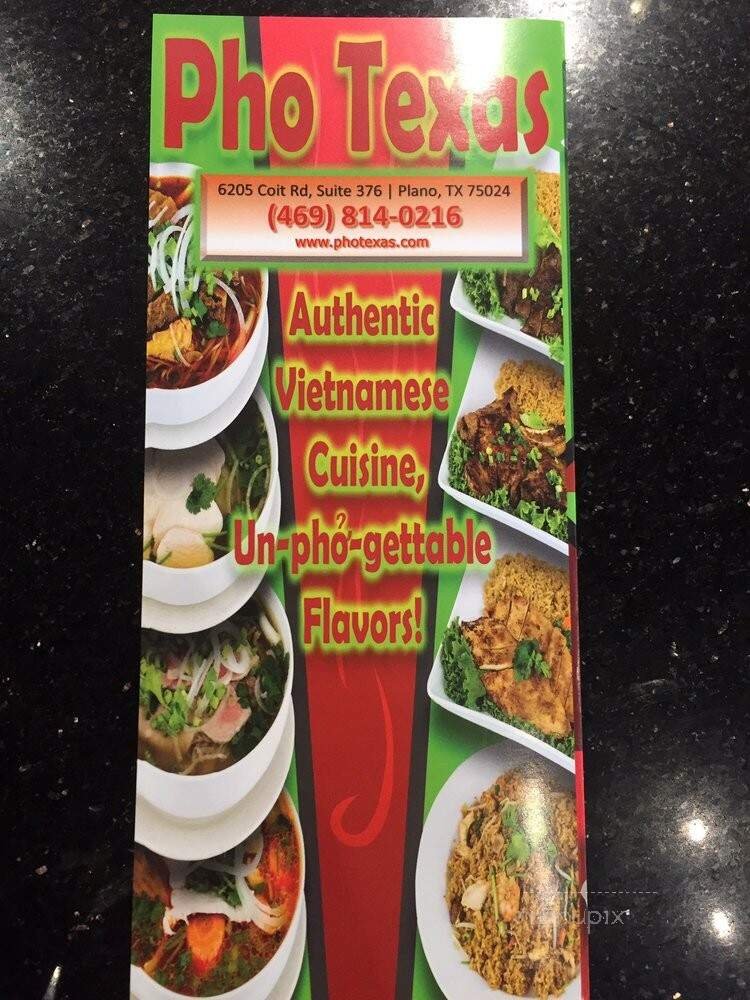 Pho Texas
6205 Coit Rd, Suite 376 | Plano, TX 75024
(469) 814-0216
www.photexas.com
Authentic
Vietnamese
Cuisine,
Un-phở-gettable
Flavors!